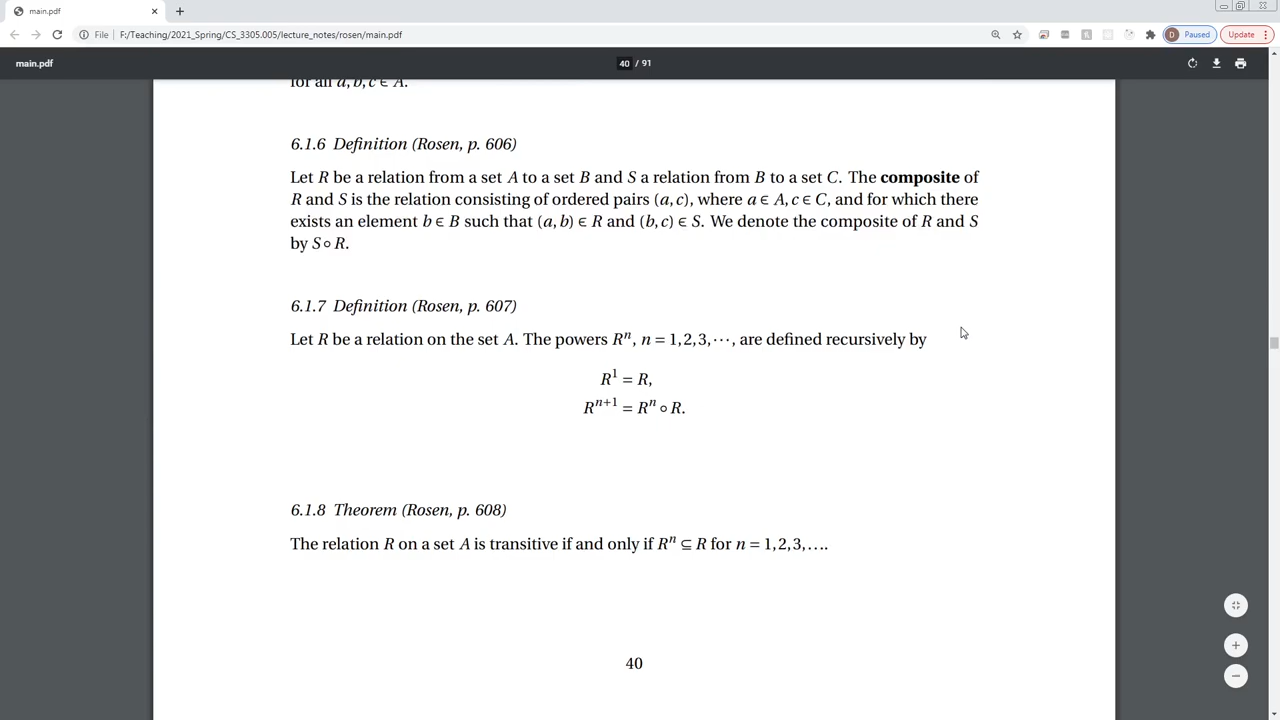 main.pdf
File
F:/Teaching/2021_Spring/CS_3305.005/lecture_notes/rosen/main.pdf
D
Paused
Update
main.pdf
40 / 91
for all a, b, c ∈ A.
6.1.6 Definition (Rosen, p. 606)
Let R be a relation from a set A to a set B and S a relation from B to a set C. The composite of
R and S is the relation consisting of ordered pairs (a, c), where a ∈ A, c ∈ C, and for which there
exists an element b ∈ B such that (a, b) ∈ R and (b, c) ∈ S. We denote the composite of R and S
by S ∘ R.
6.1.7 Definition (Rosen, p. 607)
Let R be a relation on the set A. The powers Rⁿ, n = 1,2,3,⋯, are defined recursively by
R¹ = R,
Rⁿ⁺¹ = Rⁿ ∘ R.
6.1.8 Theorem (Rosen, p. 608)
The relation R on a set A is transitive if and only if Rⁿ ⊆ R for n = 1,2,3,….
40